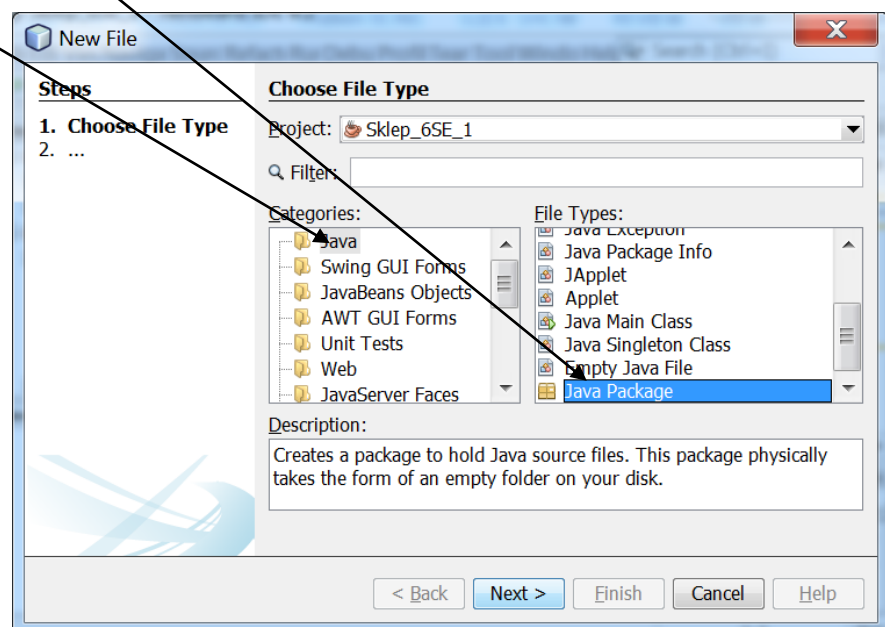 New File
Steps
1. Choose File Type
2. ...
Choose File Type
Project: Sklep_6SE_1
Filter:
Categories:
Java
Swing GUI Forms
JavaBeans Objects
AWT GUI Forms
Unit Tests
Web
JavaServer Faces
File Types:
Java Exception
Java Package Info
JApplet
Applet
Java Main Class
Java Singleton Class
Empty Java File
Java Package
Description:
Creates a package to hold Java source files. This package physically
takes the form of an empty folder on your disk.
< Back Next > Finish Cancel Help